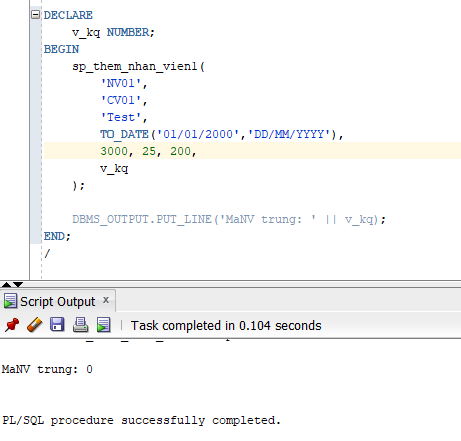 DECLARE
v_kq NUMBER;
BEGIN
sp_them_nhan_vien1(
'NV01',
'CV01',
'Test',
TO_DATE('01/01/2000','DD/MM/YYYY'),
3000, 25, 200,
v_kq
);
DBMS_OUTPUT.PUT_LINE('MaNV trung: ' || v_kq);
END;
/
Script Output x
Task completed in 0.104 seconds
MaNV trung: 0
PL/SQL procedure successfully completed.